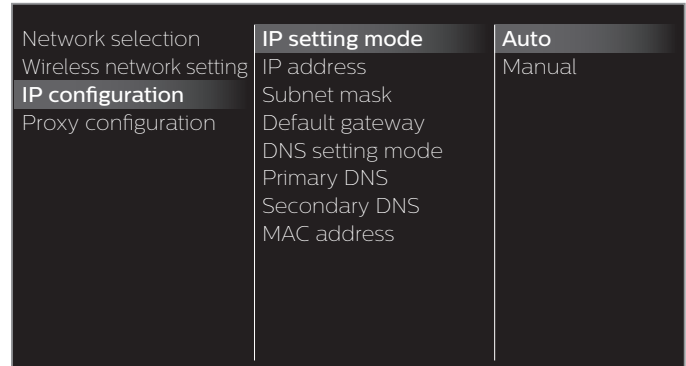 Network selection
Wireless network setting
IP configuration
Proxy configuration
IP setting mode
IP address
Subnet mask
Default gateway
DNS setting mode
Primary DNS
Secondary DNS
MAC address
Auto
Manual